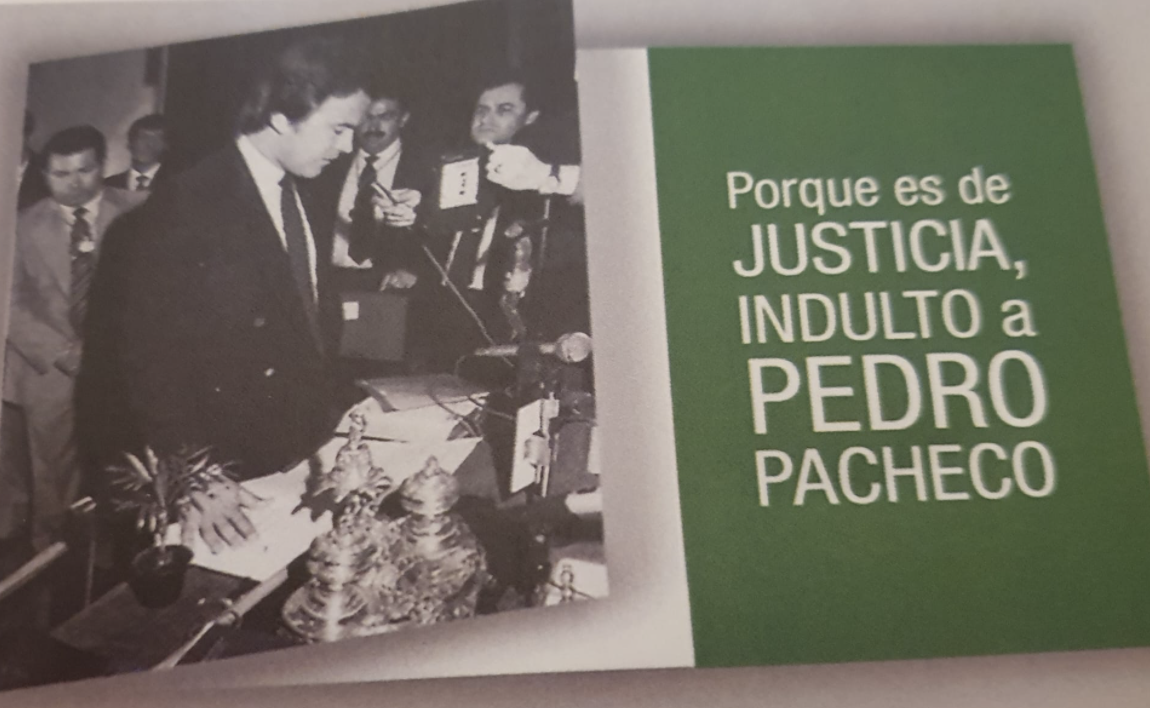 Porque es de
JUSTICIA,
INDULTO a
PEDRO
PACHECO